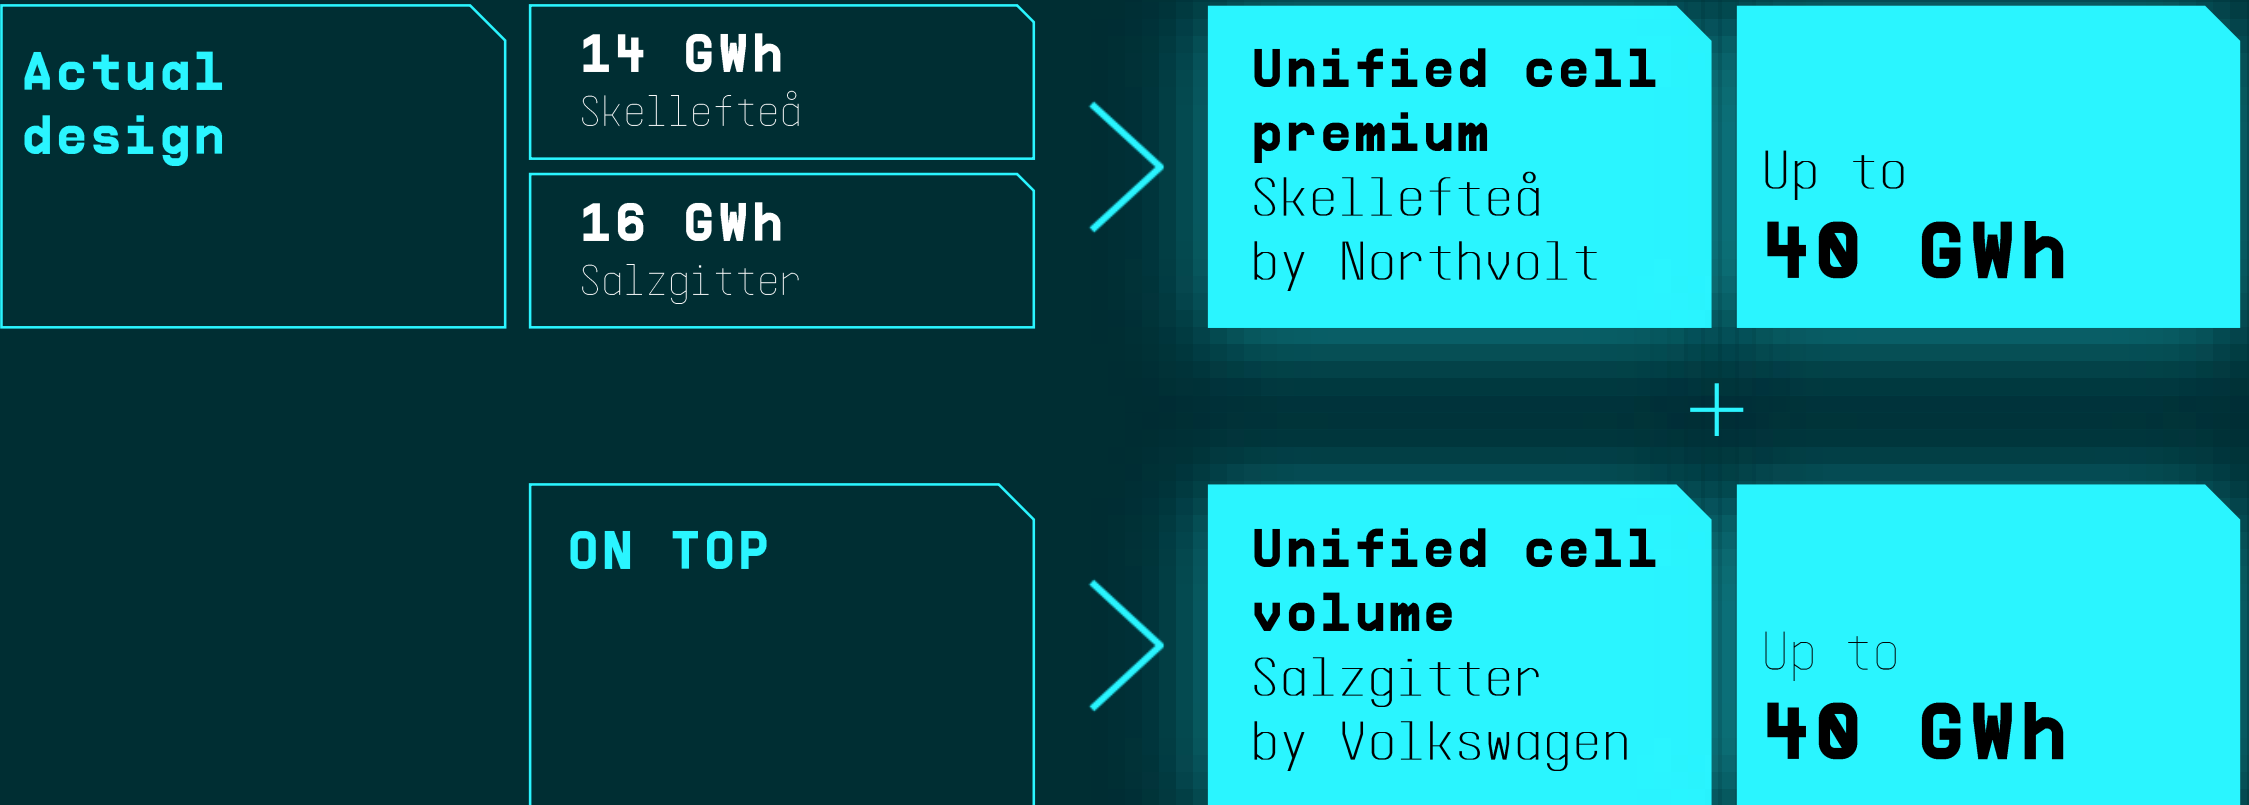 Actual
design
14 GWh
Skellefteå
16 GWh
Salzgitter
Unified cell
premium
Skellefteå
by Northvolt
Up to
40 GWh
ON TOP
Unified cell
volume
Salzgitter
by Volkswagen
Up to
40 GWh